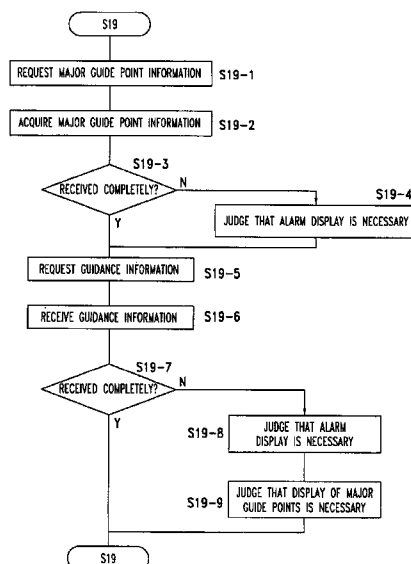 S19
REQUEST MAJOR GUIDE POINT INFORMATION
S19-1
ACQUIRE MAJOR GUIDE POINT INFORMATION
S19-2
S19-3
RECEIVED COMPLETELY?
N
Y
S19-4
JUDGE THAT ALARM DISPLAY IS NECESSARY
REQUEST GUIDANCE INFORMATION
S19-5
RECEIVE GUIDANCE INFORMATION
S19-6
S19-7
RECEIVED COMPLETELY?
N
Y
S19-8
JUDGE THAT ALARM
DISPLAY IS NECESSARY
S19-9
JUDGE THAT DISPLAY OF MAJOR
GUIDE POINTS IS NECESSARY
S19